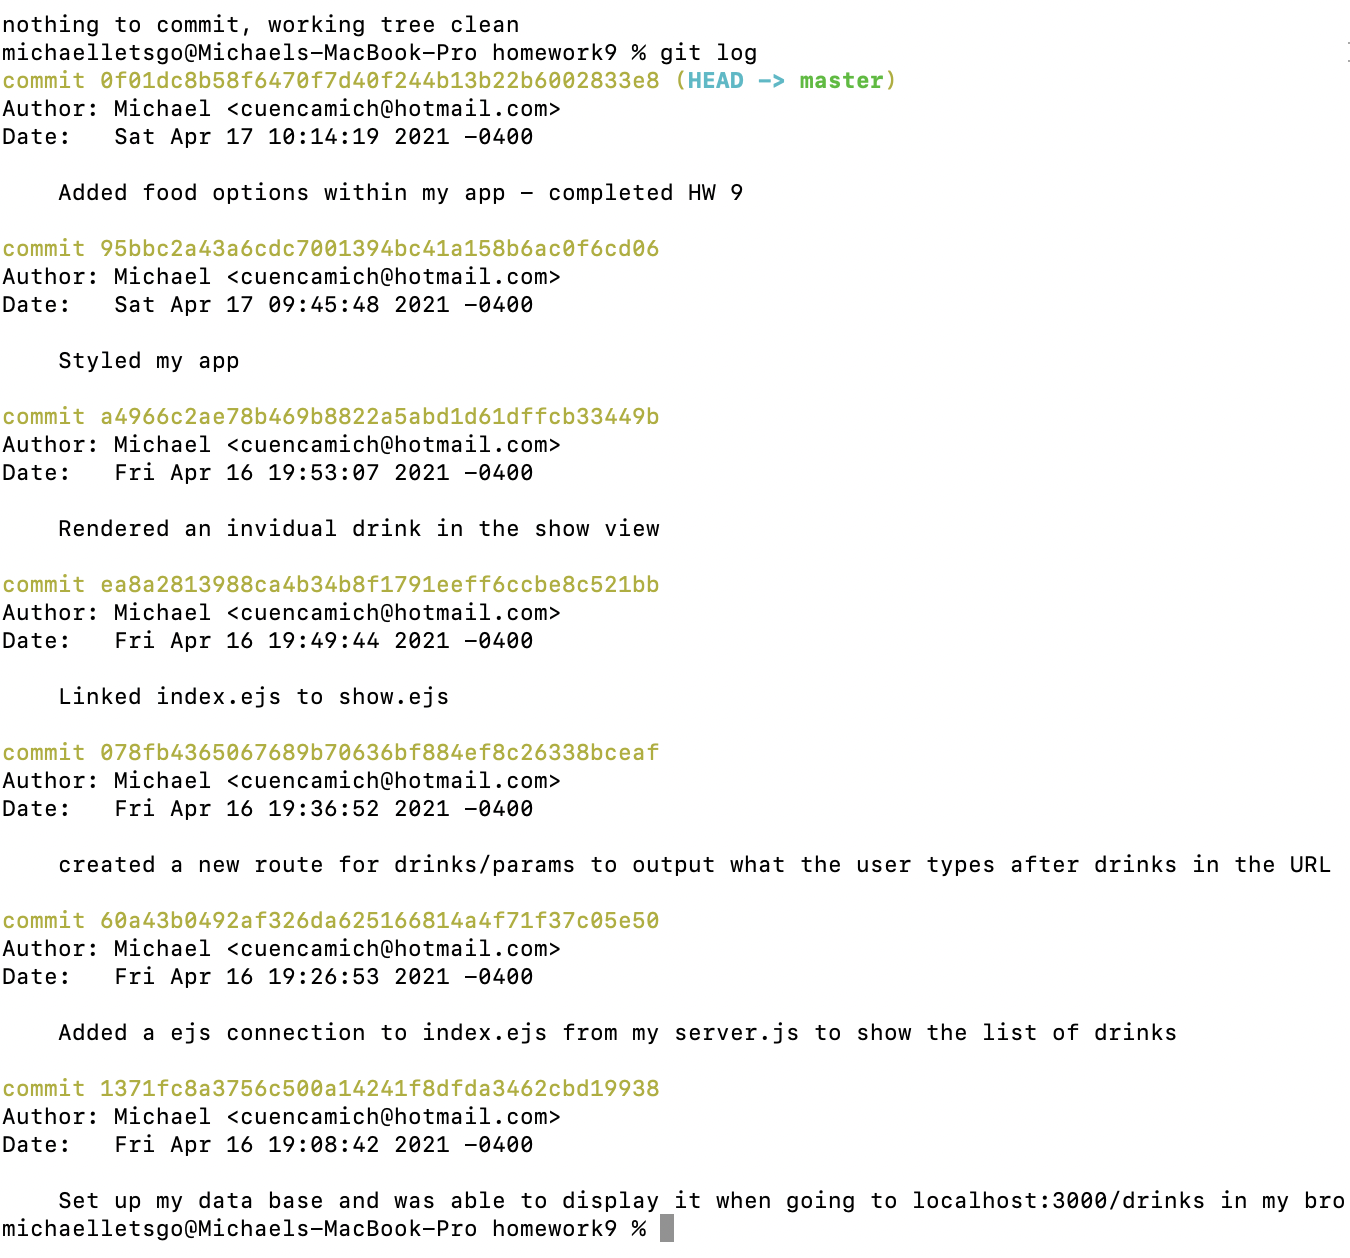 nothing to commit, working tree clean
michaelletsgo@Michaels-MacBook-Pro homework9 % git log
commit 0f01dc8b58f6470f7d40f244b13b22b6002833e8 (HEAD -> master)
Author: Michael <cuencamich@hotmail.com>
Date:   Sat Apr 17 10:14:19 2021 -0400

    Added food options within my app - completed HW 9

commit 95bbc2a43a6cdc7001394bc41a158b6ac0f6cd06
Author: Michael <cuencamich@hotmail.com>
Date:   Sat Apr 17 09:45:48 2021 -0400

    Styled my app

commit a4966c2ae78b469b8822a5abd1d61dffcb33449b
Author: Michael <cuencamich@hotmail.com>
Date:   Fri Apr 16 19:53:07 2021 -0400

    Rendered an invidual drink in the show view

commit ea8a2813988ca4b34b8f1791eeff6ccbe8c521bb
Author: Michael <cuencamich@hotmail.com>
Date:   Fri Apr 16 19:49:44 2021 -0400

    Linked index.ejs to show.ejs

commit 078fb4365067689b70636bf884ef8c26338bceaf
Author: Michael <cuencamich@hotmail.com>
Date:   Fri Apr 16 19:36:52 2021 -0400

    created a new route for drinks/params to output what the user types after drinks in the URL

commit 60a43b0492af326da625166814a4f71f37c05e50
Author: Michael <cuencamich@hotmail.com>
Date:   Fri Apr 16 19:26:53 2021 -0400

    Added a ejs connection to index.ejs from my server.js to show the list of drinks

commit 1371fc8a3756c500a14241f8dfda3462cbd19938
Author: Michael <cuencamich@hotmail.com>
Date:   Fri Apr 16 19:08:42 2021 -0400

    Set up my data base and was able to display it when going to localhost:3000/drinks in my bro
michaelletsgo@Michaels-MacBook-Pro homework9 %